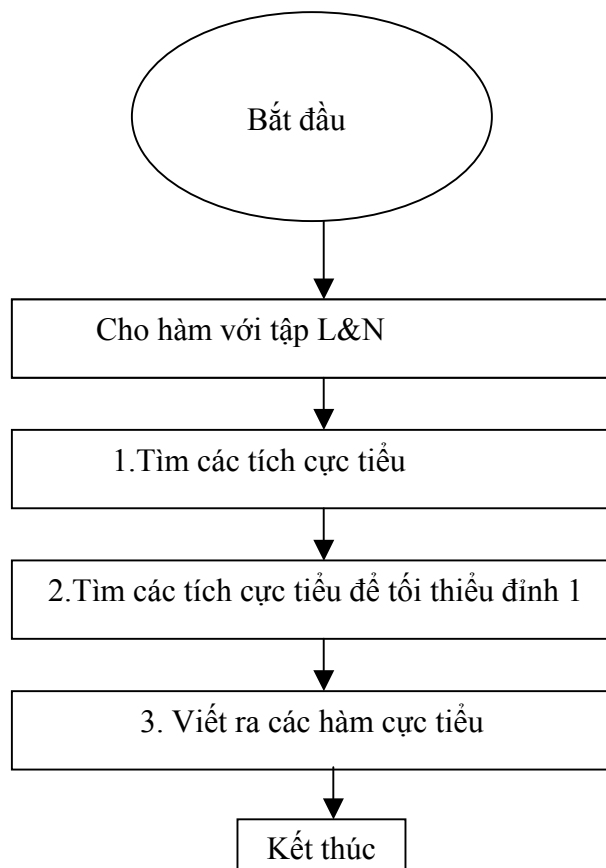 Bắt đầu
Cho hàm với tập L&N
1.Tìm các tích cực tiểu
2.Tìm các tích cực tiểu để tối thiểu đỉnh 1
3. Viết ra các hàm cực tiểu
Kết thúc